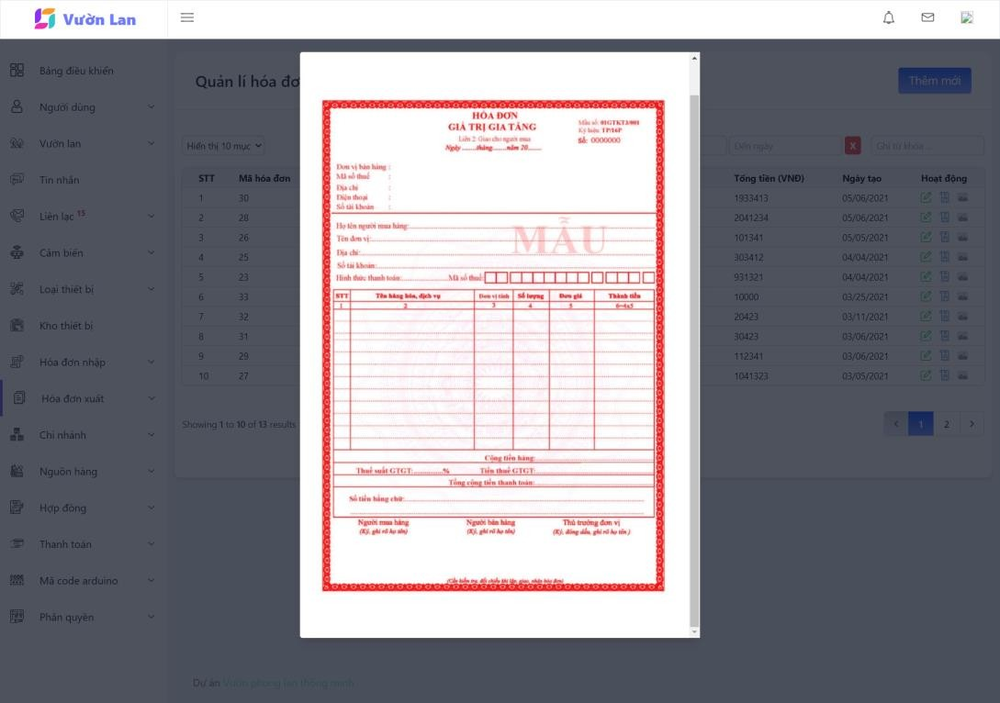 Vườn Lan
Bảng điều khiển
Người dùng
Vườn lan
Tin nhắn
Liên lạc 15
Cảm biến
Loại thiết bị
Kho thiết bị
Hóa đơn nhập
Hóa đơn xuất
Chi nhánh
Nguồn hàng
Hợp đồng
Thanh toán
Mã code arduino
Phân quyền
Quản lí hóa đơ
Thêm mới
Hiển thị 10 mục
Đến ngày
X
Ghi từ khóa ...
STT Mã hóa đơn Tổng tiền (VNĐ) Ngày tạo Hoạt động
1 30 1933413 05/06/2021
2 28 2041234 05/06/2021
3 26 101341 05/05/2021
4 25 303412 04/04/2021
5 23 931321 04/04/2021
6 33 10000 03/25/2021
7 32 20423 03/11/2021
8 31 30423 03/06/2021
9 29 112341 03/06/2021
10 27 1041323 03/05/2021
Showing 1 to 10 of 13 results
1 2
HÓA ĐƠN
GIÁ TRỊ GIA TĂNG
Liên 2: Giao cho người mua
Ngày ........tháng........năm 20........
Mẫu số: 01GTKT3/001
Ký hiệu: TP/16P
Số: 0000000
Đơn vị bán hàng :
Mã số thuế :
Địa chỉ :
Điện thoại :
Số tài khoản :
Họ tên người mua hàng:
MẪU
Tên đơn vị:
Địa chỉ:
Số tài khoản:
Hình thức thanh toán: Mã số thuế:
STT Tên hàng hóa, dịch vụ Đơn vị tính Số lượng Đơn giá Thành tiền
1 2 3 4 5 6=4x5
Cộng tiền hàng:
Thuế suất GTGT:..............% Tiền thuế GTGT:
Tổng cộng tiền thanh toán:
Số tiền bằng chữ:
Người mua hàng Người bán hàng Thủ trưởng đơn vị
(Ký, ghi rõ họ tên) (Ký, ghi rõ họ tên) (Ký, đóng dấu, ghi rõ họ tên )
(Cần kiểm tra, đối chiếu khi lập, giao, nhận hóa đơn)
Dự án Vườn phong lan thông minh